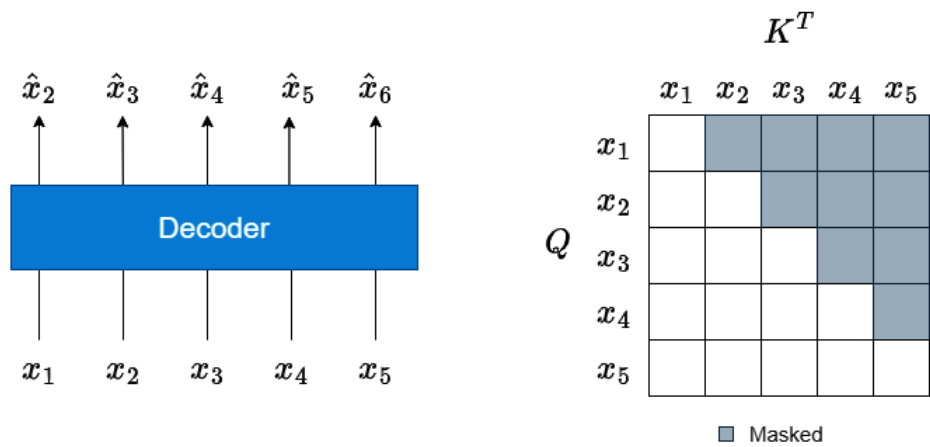 x̂₂ x̂₃ x̂₄ x̂₅ x̂₆
Decoder
x₁ x₂ x₃ x₄ x₅
Kᵀ
x₁ x₂ x₃ x₄ x₅
Q
x₁
x₂
x₃
x₄
x₅
Masked